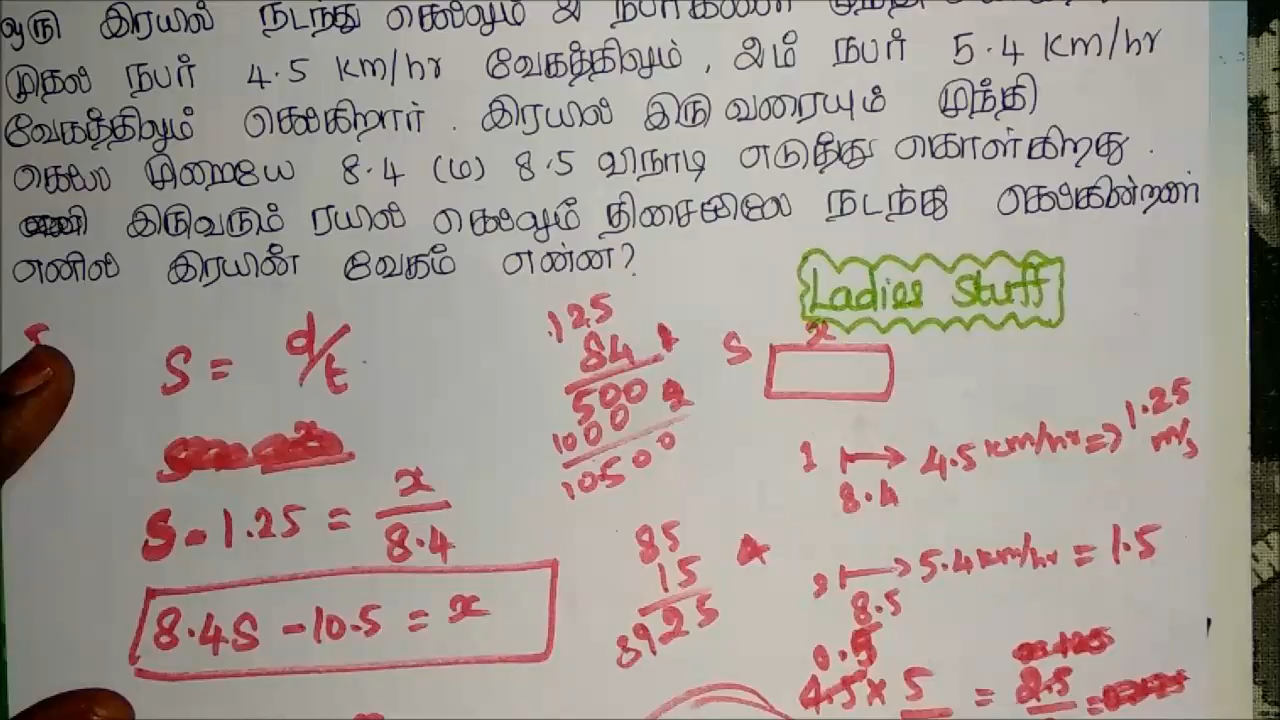 ஒரு இரயில் நடந்து செல்லும் 2 நபர்களை
முதல் நபர் 4.5 Km/hr வேகத்திலும், 2ம் நபர் 5.4 Km/hr
வேகத்திலும் செல்கிறார். இரயில் இருவரையும் முந்தி
செல்ல முறையே 8.4 (ம) 8.5 வினாடி எடுத்து கொள்கிறது.
இருவரும் ரயில் செல்லும் திசையிலே நடந்து செல்கின்றனர்
எனில் இரயின் வேகம் என்ன?
Ladies Stuff
S = d/t
S - 1.25 = x/8.4
8.4S - 10.5 = x
125
84
500
1000
10500
85
15
S x
1 4.5 km/hr => 1.25 m/s
8.4
2 5.4 km/hr = 1.5
8.5
0.5
4.5 x 5 = 2.5